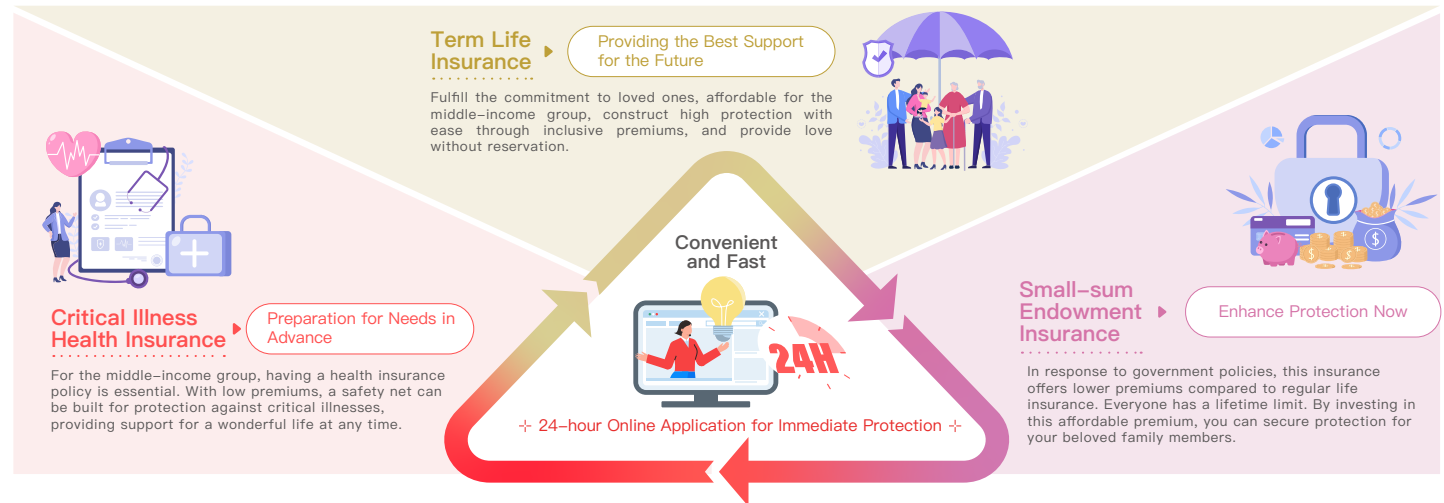 Term Life
Insurance
Providing the Best Support
for the Future
Fulfill the commitment to loved ones, affordable for the
middle-income group, construct high protection with
ease through inclusive premiums, and provide love
without reservation.
Convenient
and Fast
24H
24-hour Online Application for Immediate Protection
Critical Illness
Health Insurance
Preparation for Needs in
Advance
For the middle-income group, having a health insurance
policy is essential. With low premiums, a safety net can
be built for protection against critical illnesses,
providing support for a wonderful life at any time.
Small-sum
Endowment
Insurance
Enhance Protection Now
In response to government policies, this insurance
offers lower premiums compared to regular life
insurance. Everyone has a lifetime limit. By investing in
this affordable premium, you can secure protection for
your beloved family members.